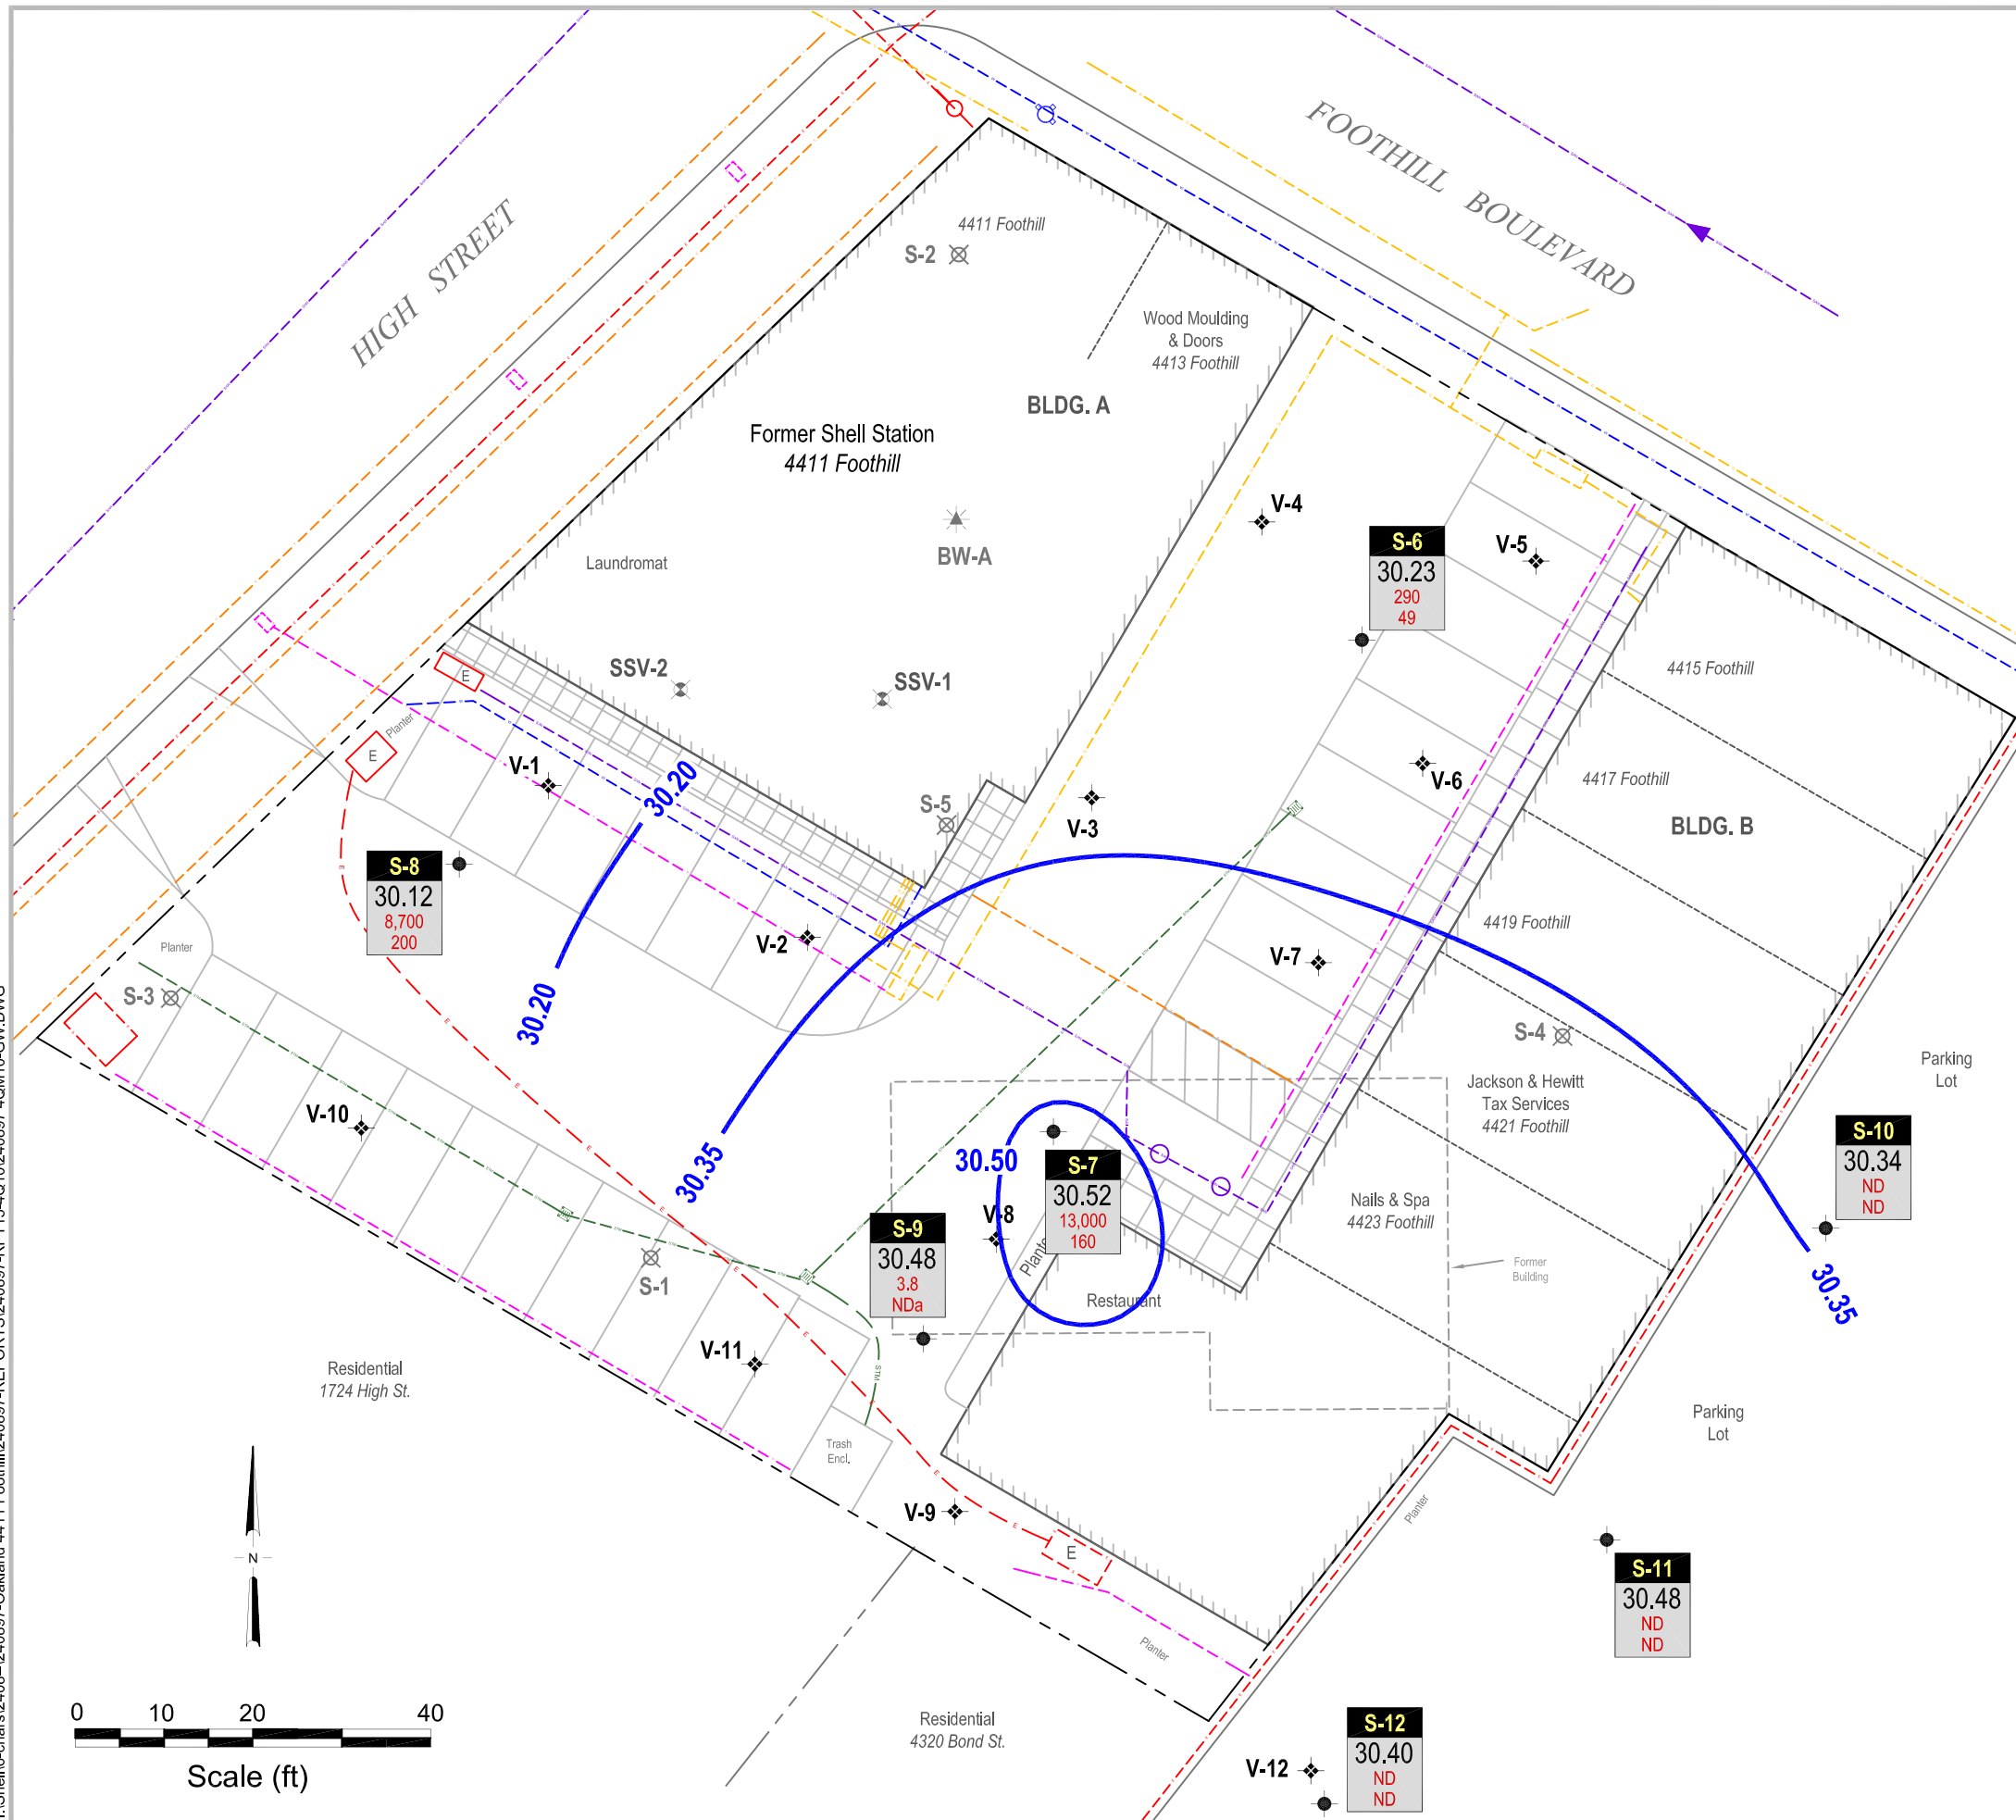 HIGH STREET
FOOTHILL BOULEVARD
4411 Foothill
S-2
Wood Moulding
& Doors
4413 Foothill
BLDG. A
Former Shell Station
4411 Foothill
BW-A
Laundromat
V-4
V-5
S-6
30.23
290
49
SSV-2
SSV-1
4415 Foothill
E
Planter
E
V-1
30.20
S-5
V-3
V-6
4417 Foothill
BLDG. B
S-8
30.12
8,700
200
Planter
V-2
4419 Foothill
V-7
S-3
30.20
S-4
Parking
Lot
Jackson & Hewitt
Tax Services
4421 Foothill
V-10
30.35
30.50
S-7
30.52
13,000
160
S-10
30.34
ND
ND
Nails & Spa
4423 Foothill
V-8
S-9
30.48
3.8
NDa
Planter
S-1
Former
Building
30.35
Restaurant
V-11
Residential
1724 High St.
STM
Trash
Encl.
Parking
Lot
Planter
V-9
E
N
S-11
30.48
ND
ND
Planter
0 10 20 40
Scale (ft)
Residential
4320 Bond St.
S-12
30.40
ND
ND
V-12